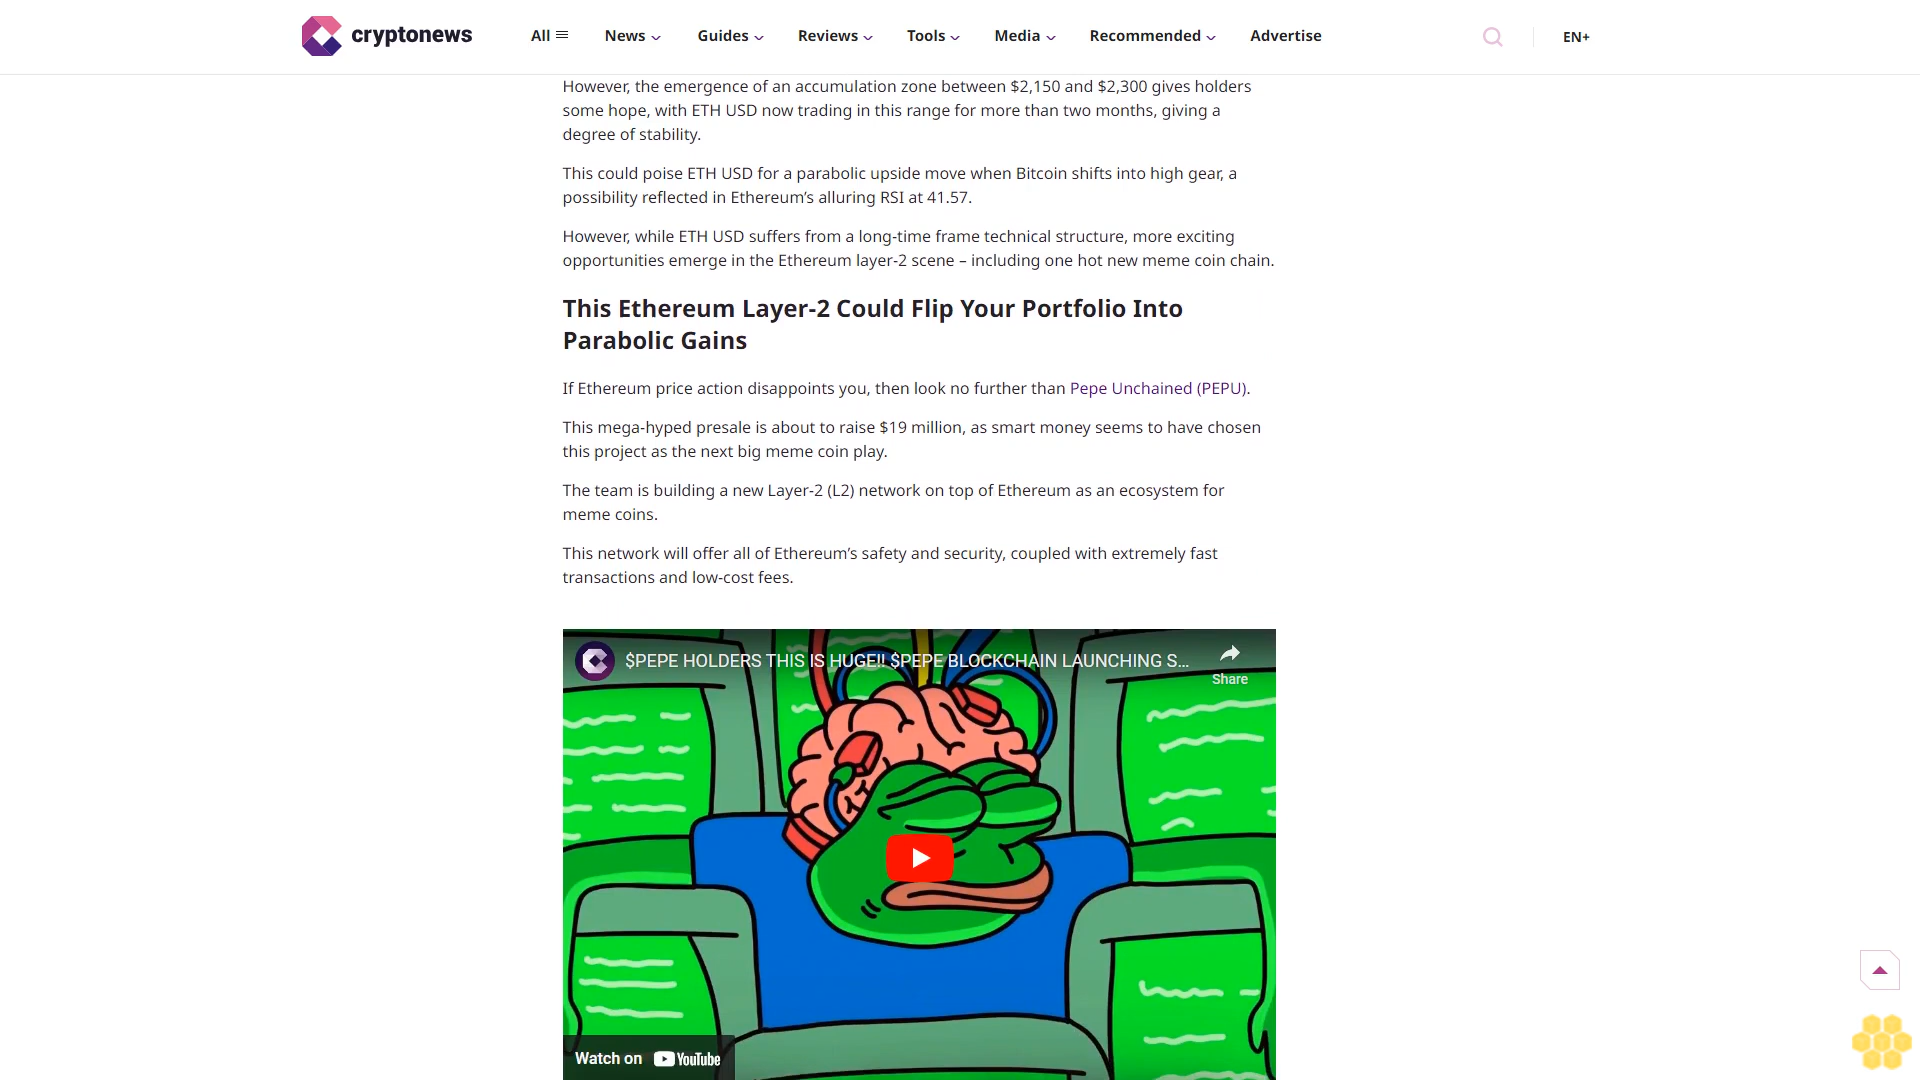 cryptonews
All
News
Guides
Reviews
Tools
Media
Recommended
Advertise
EN+
However, the emergence of an accumulation zone between $2,150 and $2,300 gives holders
some hope, with ETH USD now trading in this range for more than two months, giving a
degree of stability.
This could poise ETH USD for a parabolic upside move when Bitcoin shifts into high gear, a
possibility reflected in Ethereum’s alluring RSI at 41.57.
However, while ETH USD suffers from a long-time frame technical structure, more exciting
opportunities emerge in the Ethereum layer-2 scene – including one hot new meme coin chain.
This Ethereum Layer-2 Could Flip Your Portfolio Into
Parabolic Gains
If Ethereum price action disappoints you, then look no further than Pepe Unchained (PEPU).
This mega-hyped presale is about to raise $19 million, as smart money seems to have chosen
this project as the next big meme coin play.
The team is building a new Layer-2 (L2) network on top of Ethereum as an ecosystem for
meme coins.
This network will offer all of Ethereum’s safety and security, coupled with extremely fast
transactions and low-cost fees.
$PEPE HOLDERS THIS IS HUGE!! $PEPE BLOCKCHAIN LAUNCHING S...
Share
Watch on YouTube